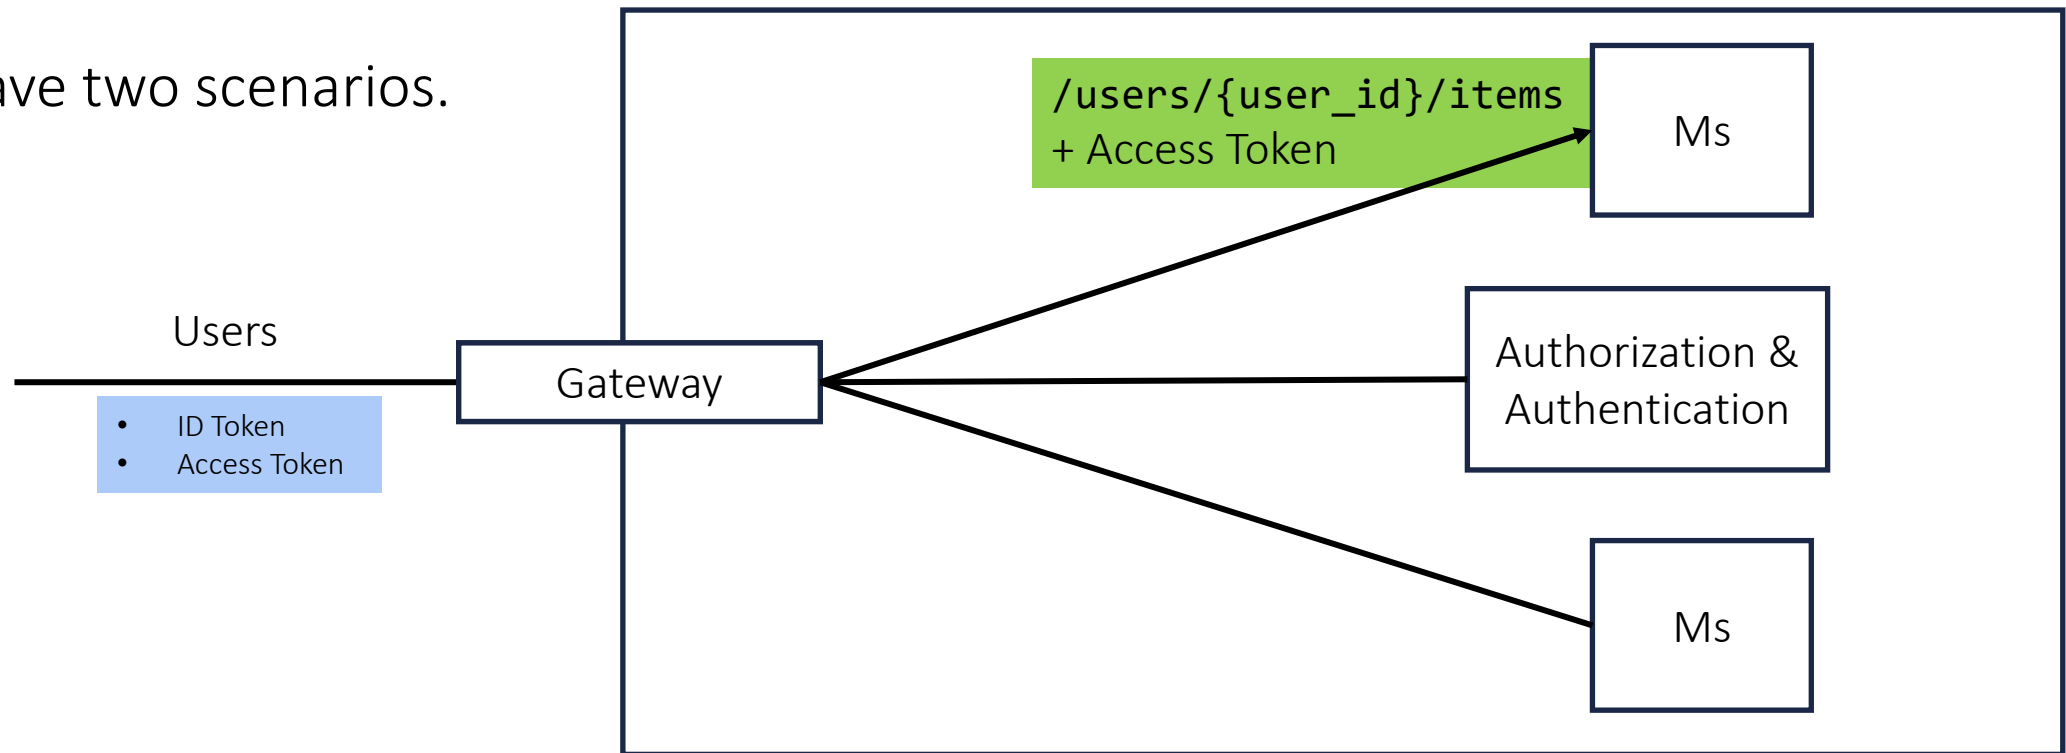 ave two scenarios.
/users/{user_id}/items
+ Access Token
Ms
Users
Gateway
Authorization &
Authentication
• ID Token
• Access Token
Ms